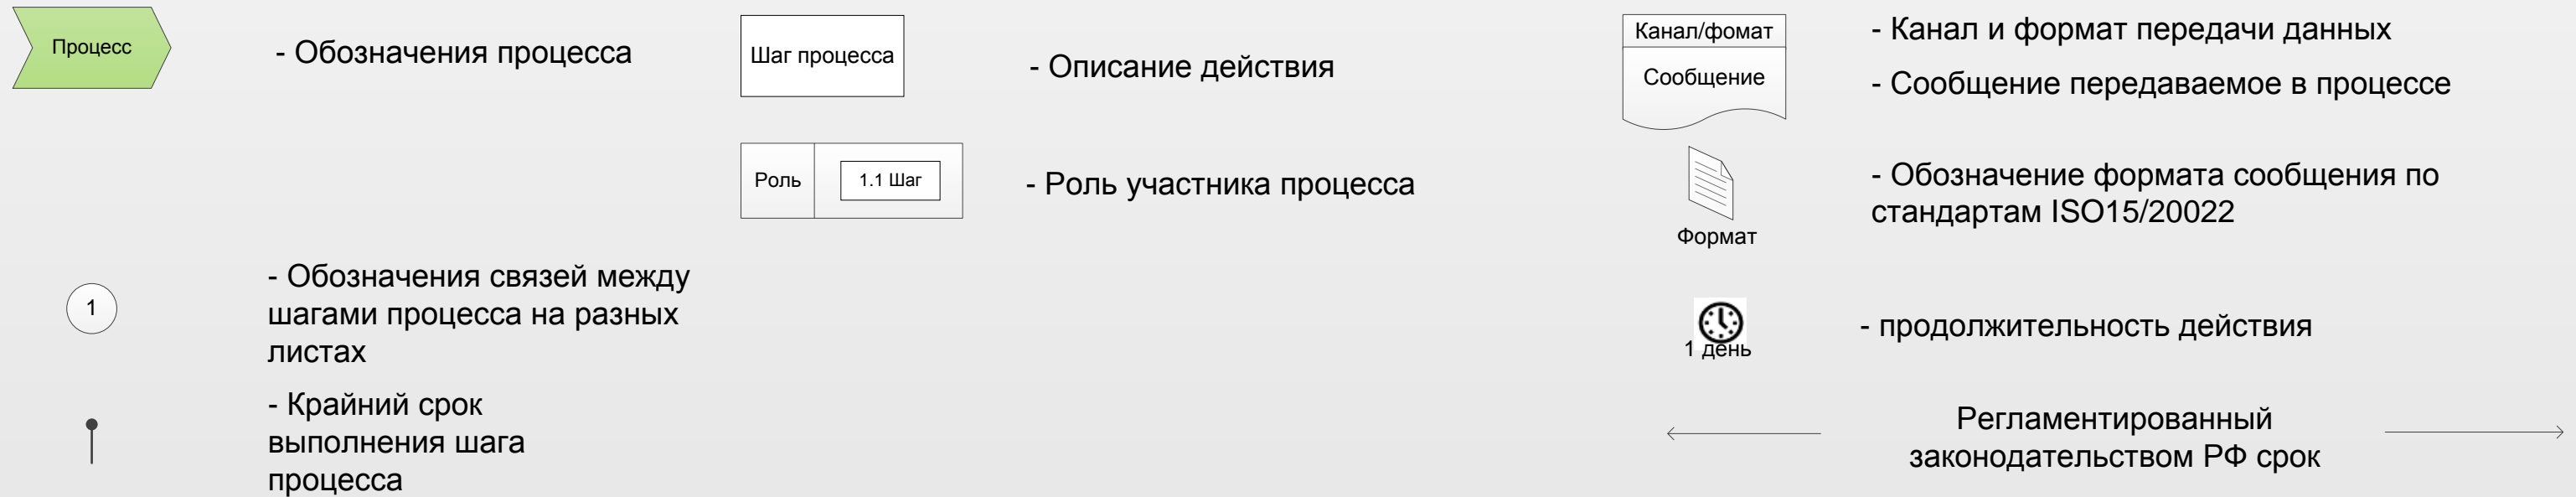 Процесс
- Обозначения процесса
Шаг процесса
- Описание действия
Канал/фомат
Сообщение
- Канал и формат передачи данных
- Сообщение передаваемое в процессе
Роль
1.1 Шаг
- Роль участника процесса
Формат
- Обозначение формата сообщения по
стандартам ISO15/20022
1
- Обозначения связей между
шагами процесса на разных
листах
1 день
- продолжительность действия
- Крайний срок
выполнения шага
процесса
Регламентированный
законодательством РФ срок